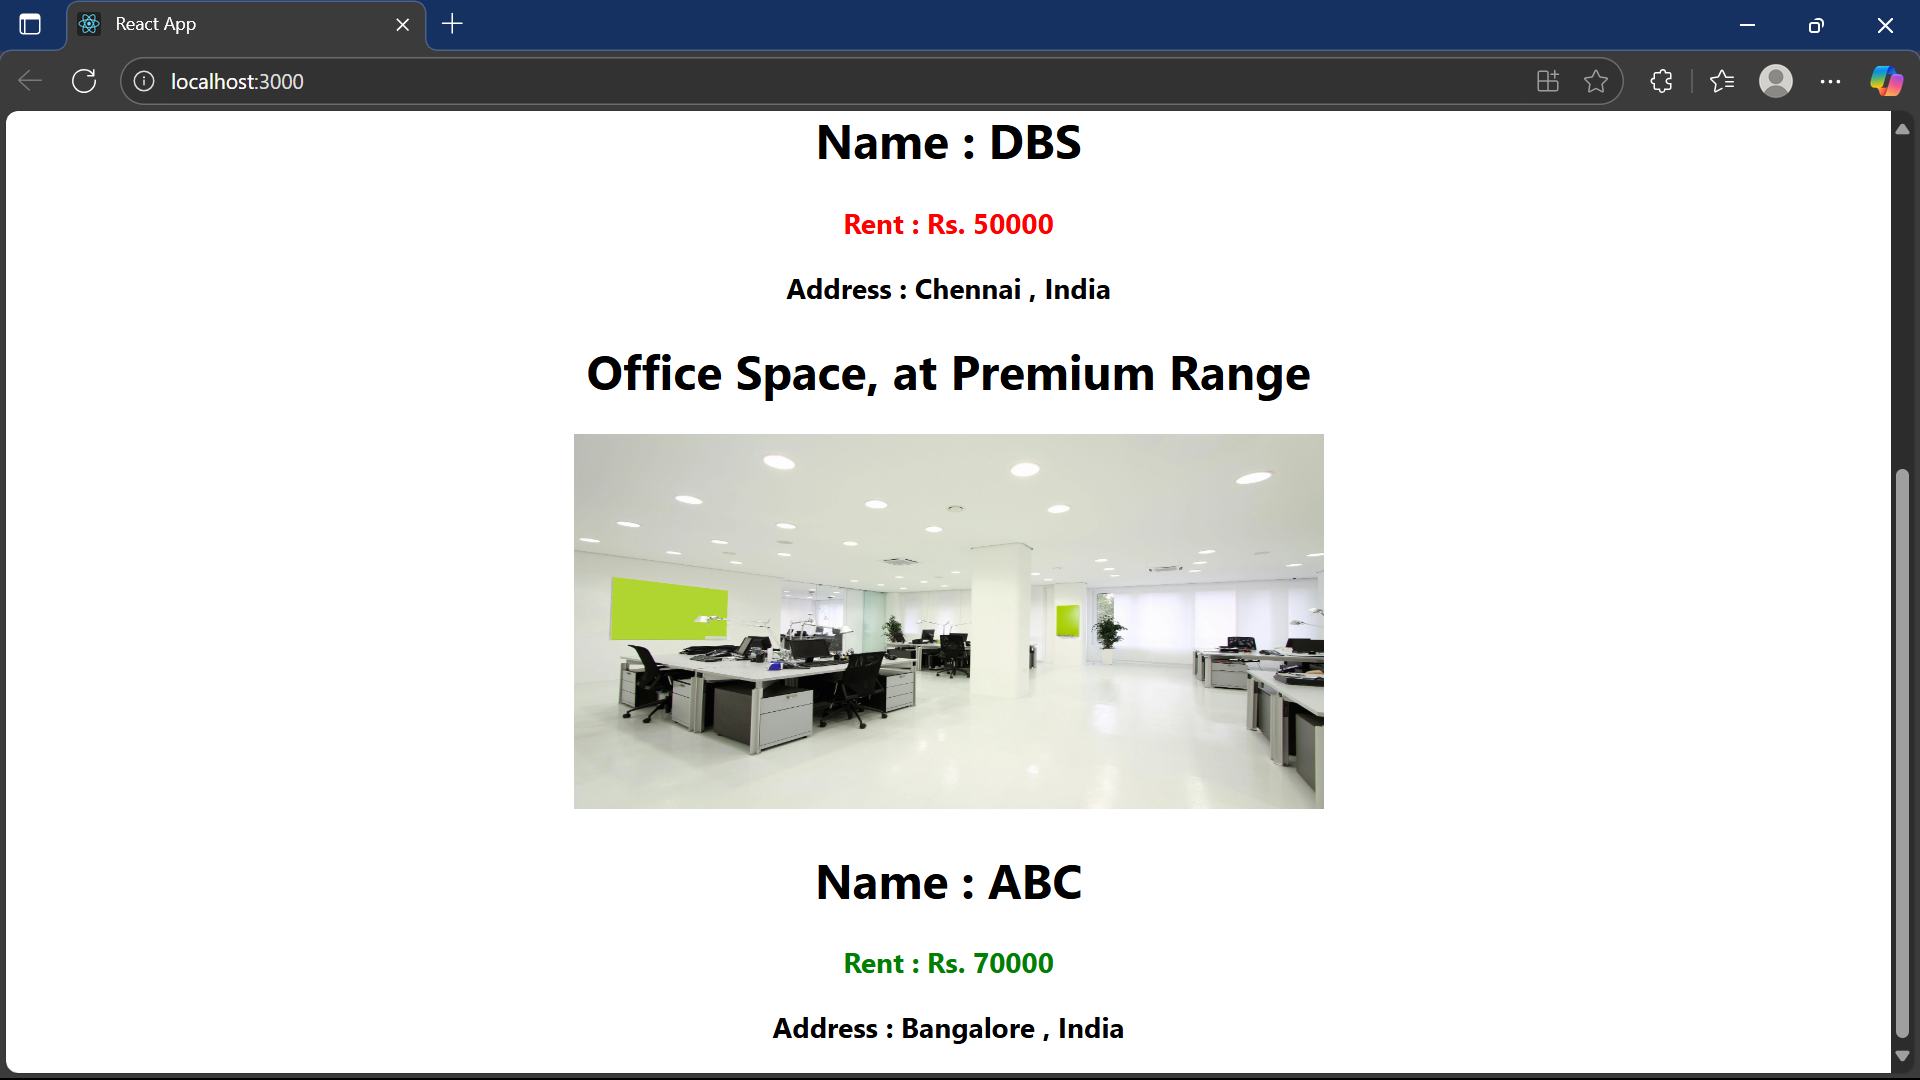 React App
localhost:3000
Name : DBS
Rent : Rs. 50000
Address : Chennai , India
Office Space, at Premium Range
Name : ABC
Rent : Rs. 70000
Address : Bangalore , India